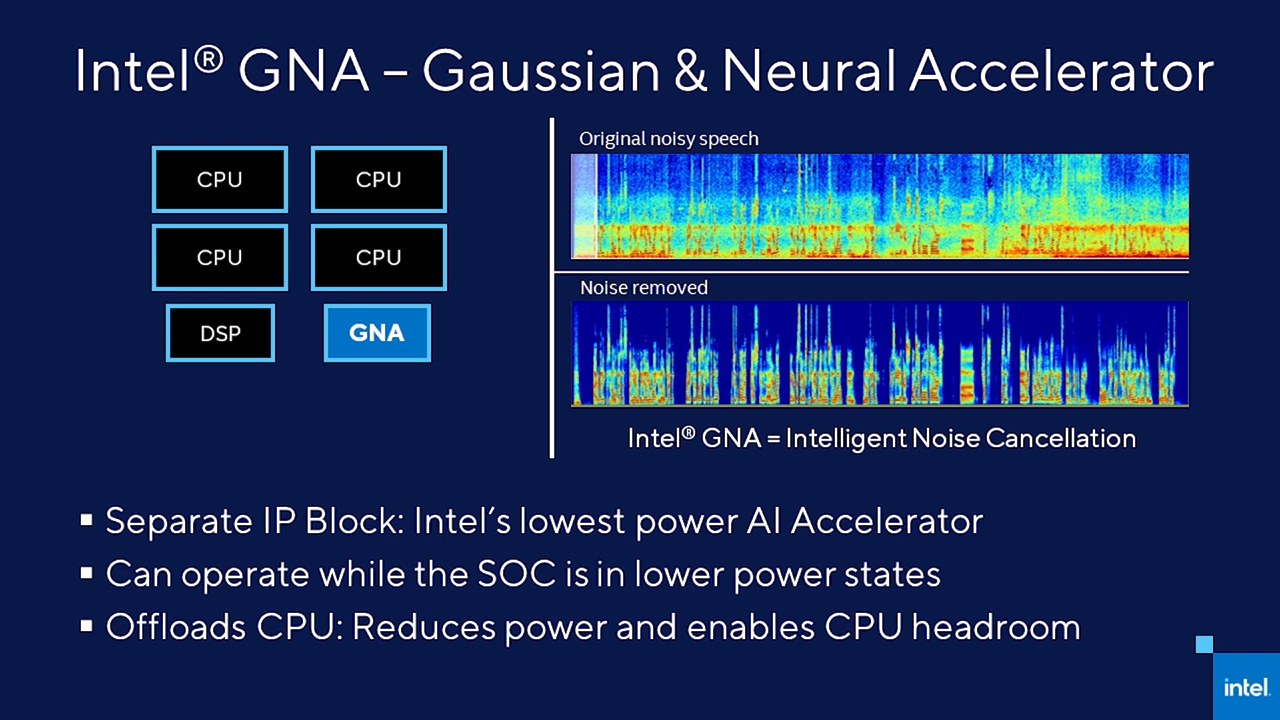 Intel® GNA – Gaussian & Neural Accelerator
CPU
CPU
CPU
CPU
DSP
GNA
Original noisy speech
Noise removed
Intel® GNA = Intelligent Noise Cancellation
▪ Separate IP Block: Intel’s lowest power AI Accelerator
▪ Can operate while the SOC is in lower power states
▪ Offloads CPU: Reduces power and enables CPU headroom
intel.